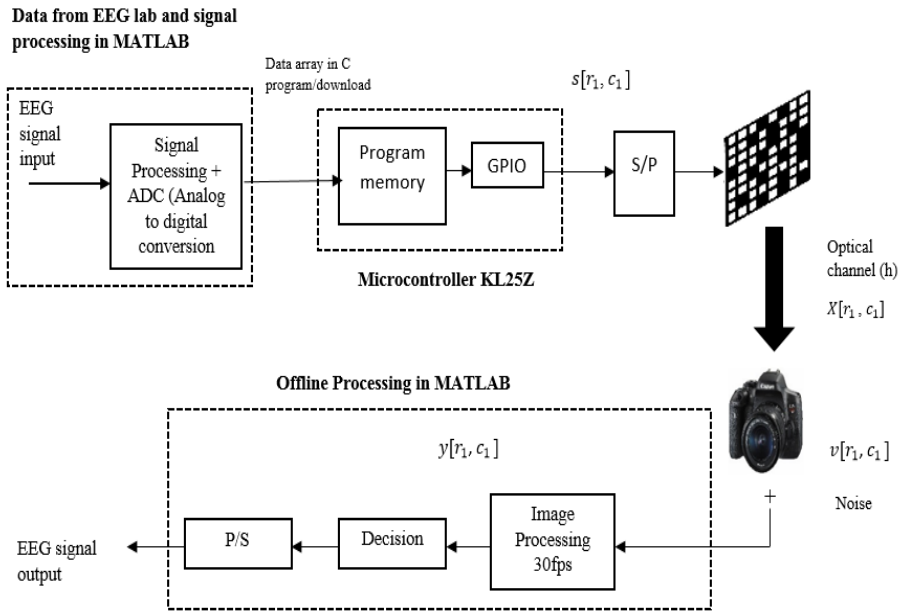 Data from EEG lab and signal
processing in MATLAB
Data array in C
program/download
s[r₁, c₁]
EEG
signal
input
Signal
Processing +
ADC (Analog
to digital
conversion
Program
memory
GPIO
S/P
Microcontroller KL25Z
Optical
channel (h)
X[r₁, c₁]
Offline Processing in MATLAB
Canon
y[r₁, c₁]
v[r₁, c₁]
+
Noise
Image
Processing
30fps
Decision
P/S
EEG signal
output